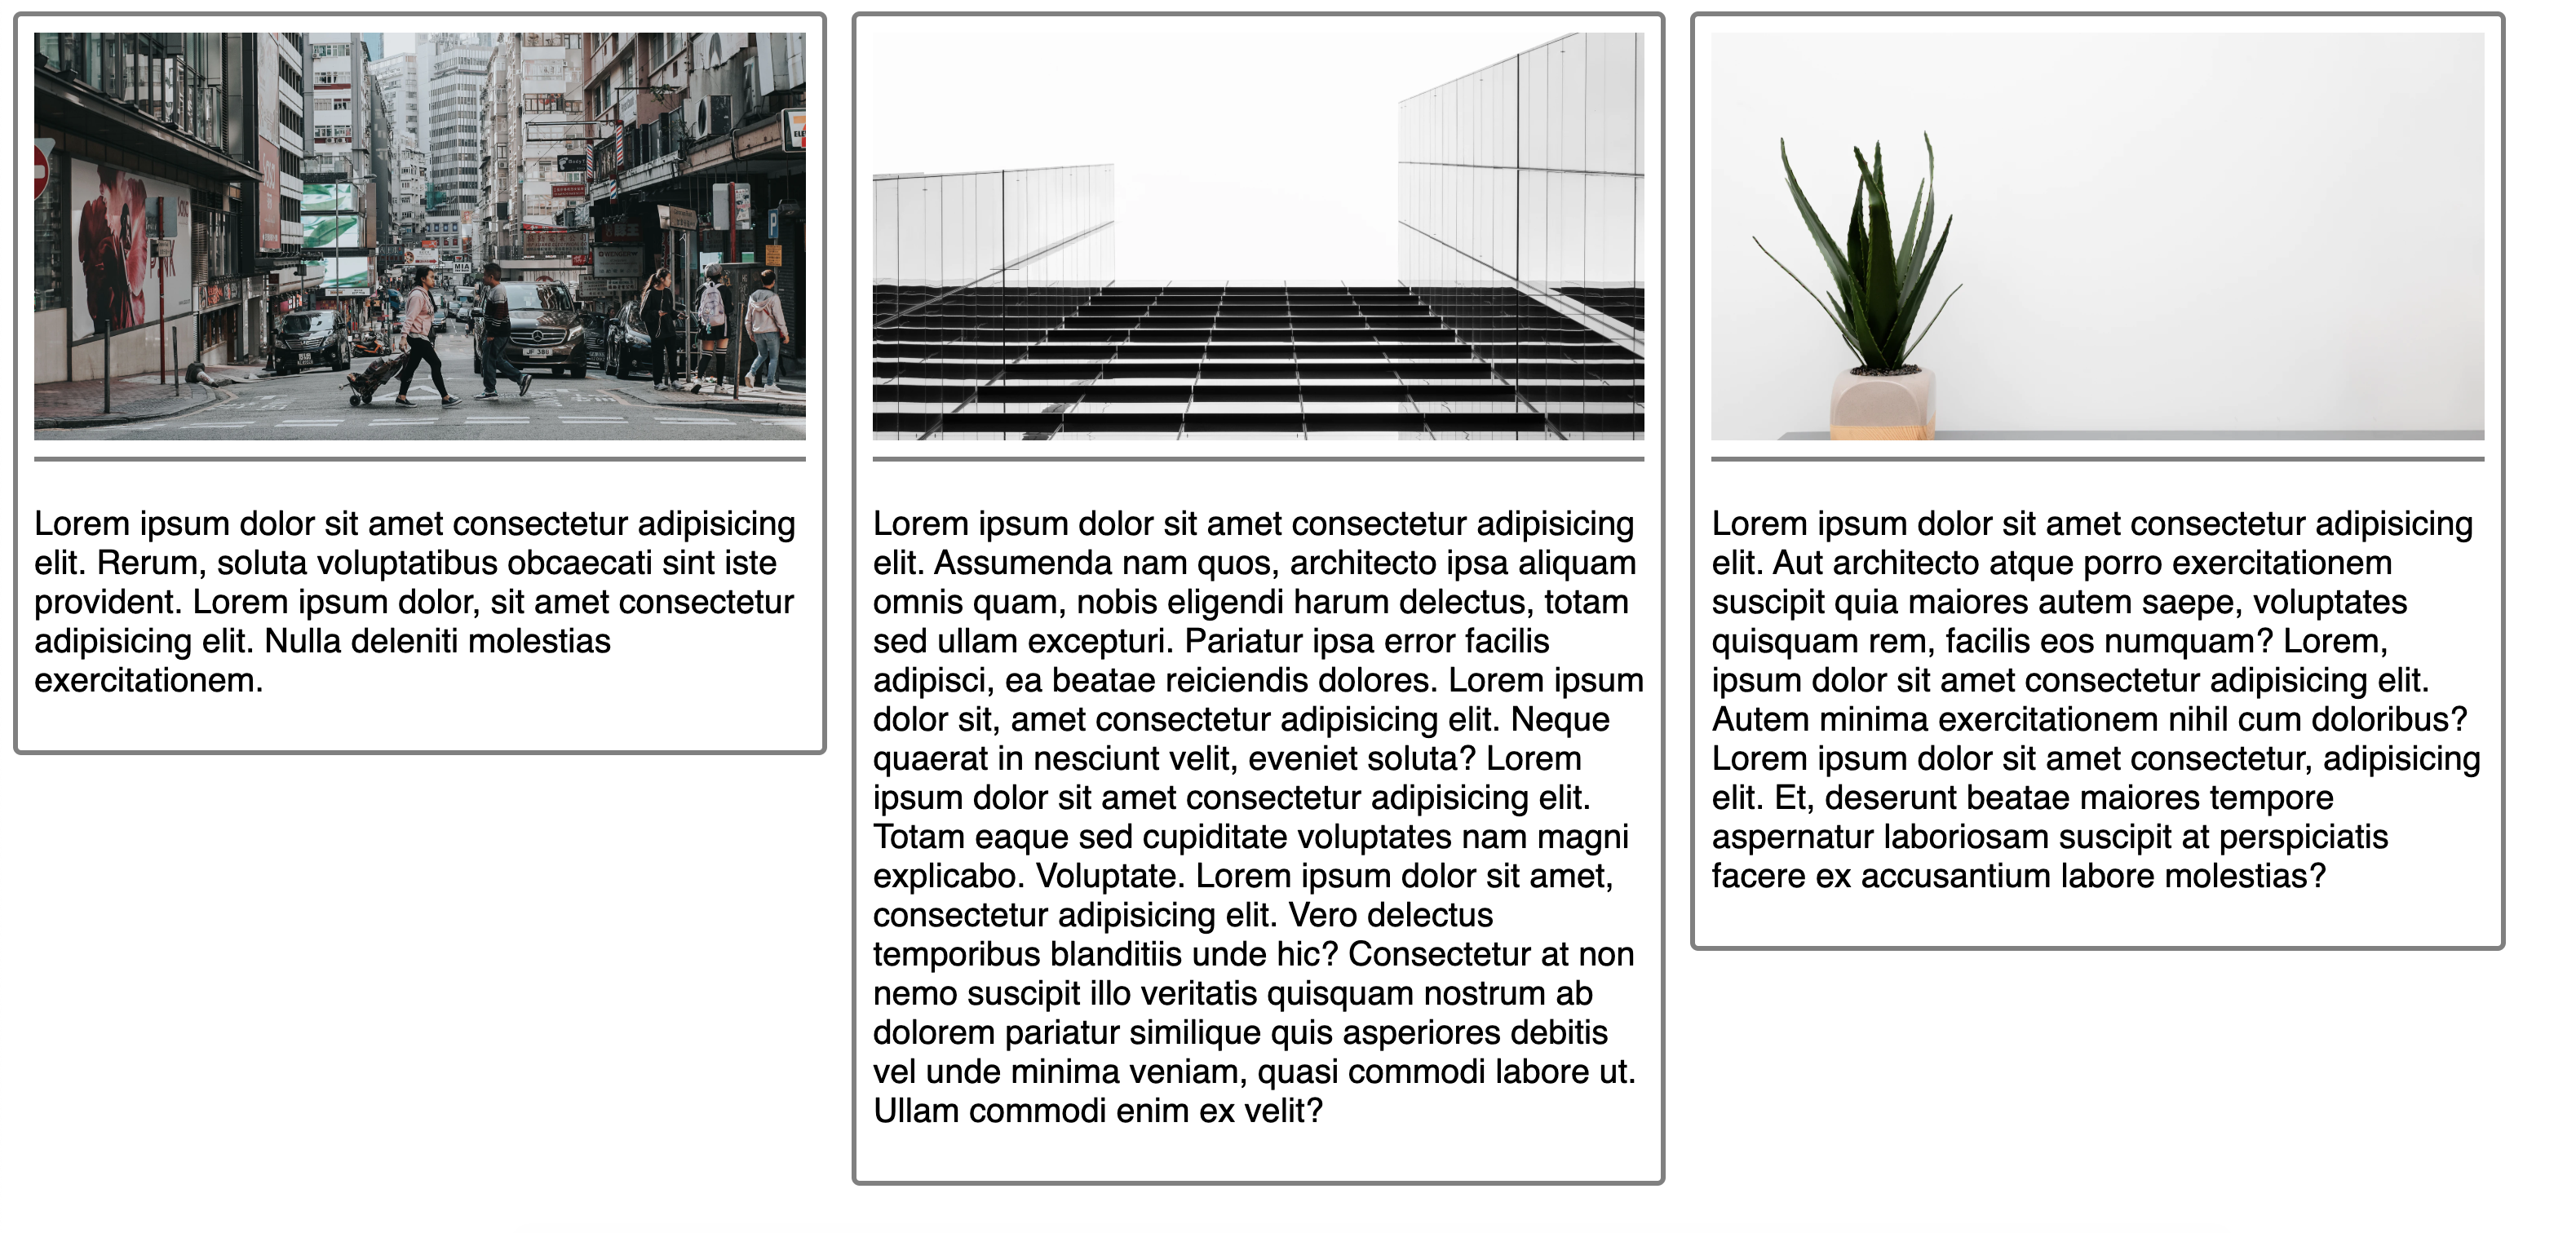 MIA
Lorem ipsum dolor sit amet consectetur adipisicing
elit. Rerum, soluta voluptatibus obcaecati sint iste
provident. Lorem ipsum dolor, sit amet consectetur
adipisicing elit. Nulla deleniti molestias
exercitationem.
Lorem ipsum dolor sit amet consectetur adipisicing
elit. Assumenda nam quos, architecto ipsa aliquam
omnis quam, nobis eligendi harum delectus, totam
sed ullam excepturi. Pariatur ipsa error facilis
adipisci, ea beatae reiciendis dolores. Lorem ipsum
dolor sit, amet consectetur adipisicing elit. Neque
quaerat in nesciunt velit, eveniet soluta? Lorem
ipsum dolor sit amet consectetur adipisicing elit.
Totam eaque sed cupiditate voluptates nam magni
explicabo. Voluptate. Lorem ipsum dolor sit amet,
consectetur adipisicing elit. Vero delectus
temporibus blanditiis unde hic? Consectetur at non
nemo suscipit illo veritatis quisquam nostrum ab
dolorem pariatur similique quis asperiores debitis
vel unde minima veniam, quasi commodi labore ut.
Ullam commodi enim ex velit?
Lorem ipsum dolor sit amet consectetur adipisicing
elit. Aut architecto atque porro exercitationem
suscipit quia maiores autem saepe, voluptates
quisquam rem, facilis eos numquam? Lorem,
ipsum dolor sit amet consectetur adipisicing elit.
Autem minima exercitationem nihil cum doloribus?
Lorem ipsum dolor sit amet consectetur, adipisicing
elit. Et, deserunt beatae maiores tempore
aspernatur laboriosam suscipit at perspiciatis
facere ex accusantium labore molestias?